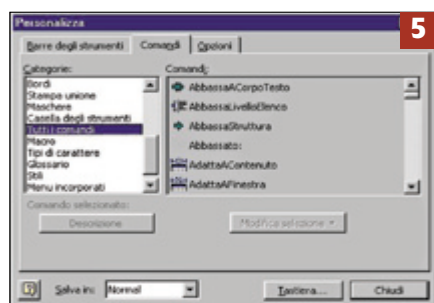 Personalizza
5
Barre degli strumenti Comandi Opzioni
Categorie:
Bordi
Stampa unione
Maschere
Casella degli strumenti
Tutti i comandi
Macro
Tipi di carattere
Glossario
Stili
Menu incorporati
Comandi:
AbbassaACorpoTesto
AbbassaLivelloElenco
AbbassaStruttura
Abbassato:
AdattaAContenuto
AdattaAFinestra
Comando selezionato:
Descrizione
Modifica selezione
Salva in: Normal
Tastiera... Chiudi